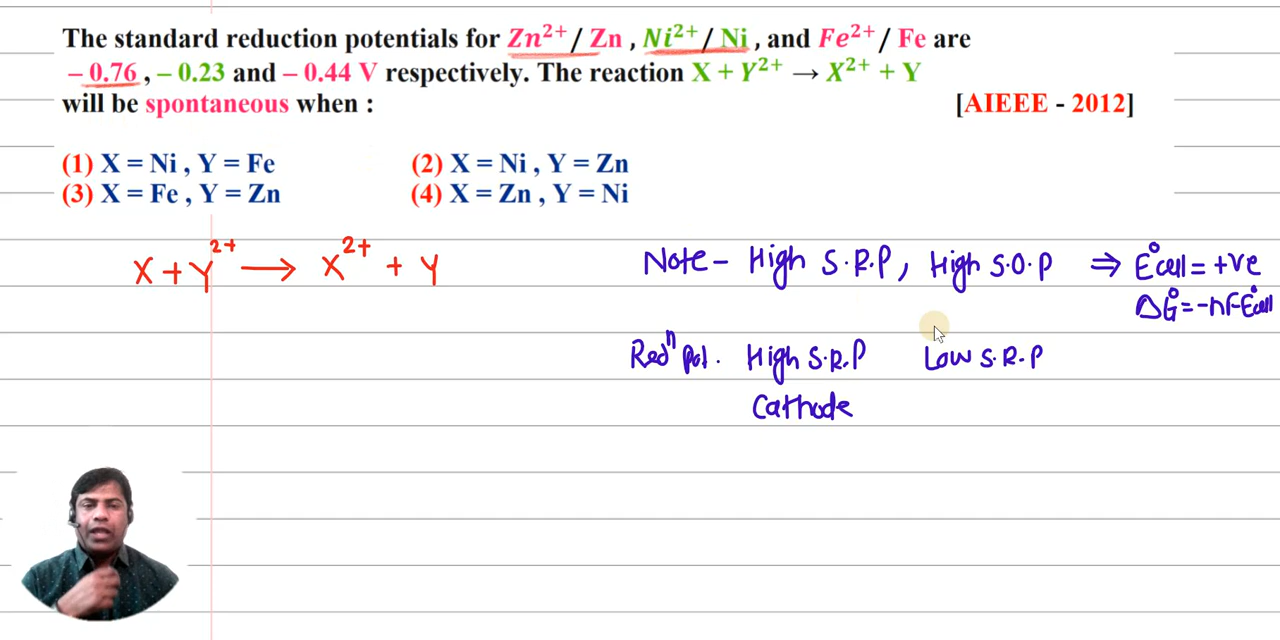 The standard reduction potentials for Zn²⁺/ Zn , Ni²⁺/ Ni , and Fe²⁺/ Fe are
– 0.76 , – 0.23 and – 0.44 V respectively. The reaction X + Y²⁺ → X²⁺ + Y
will be spontaneous when : [AIEEE - 2012]
(1) X = Ni , Y = Fe (2) X = Ni , Y = Zn
(3) X = Fe , Y = Zn (4) X = Zn , Y = Ni
X + Y²⁺ → X²⁺ + Y
Note – High S.R.P, High S.O.P ⇒ E°cell = +ve
ΔG° = -nFE°cell
Redⁿ pot. High S.R.P Low S.R.P
Cathode